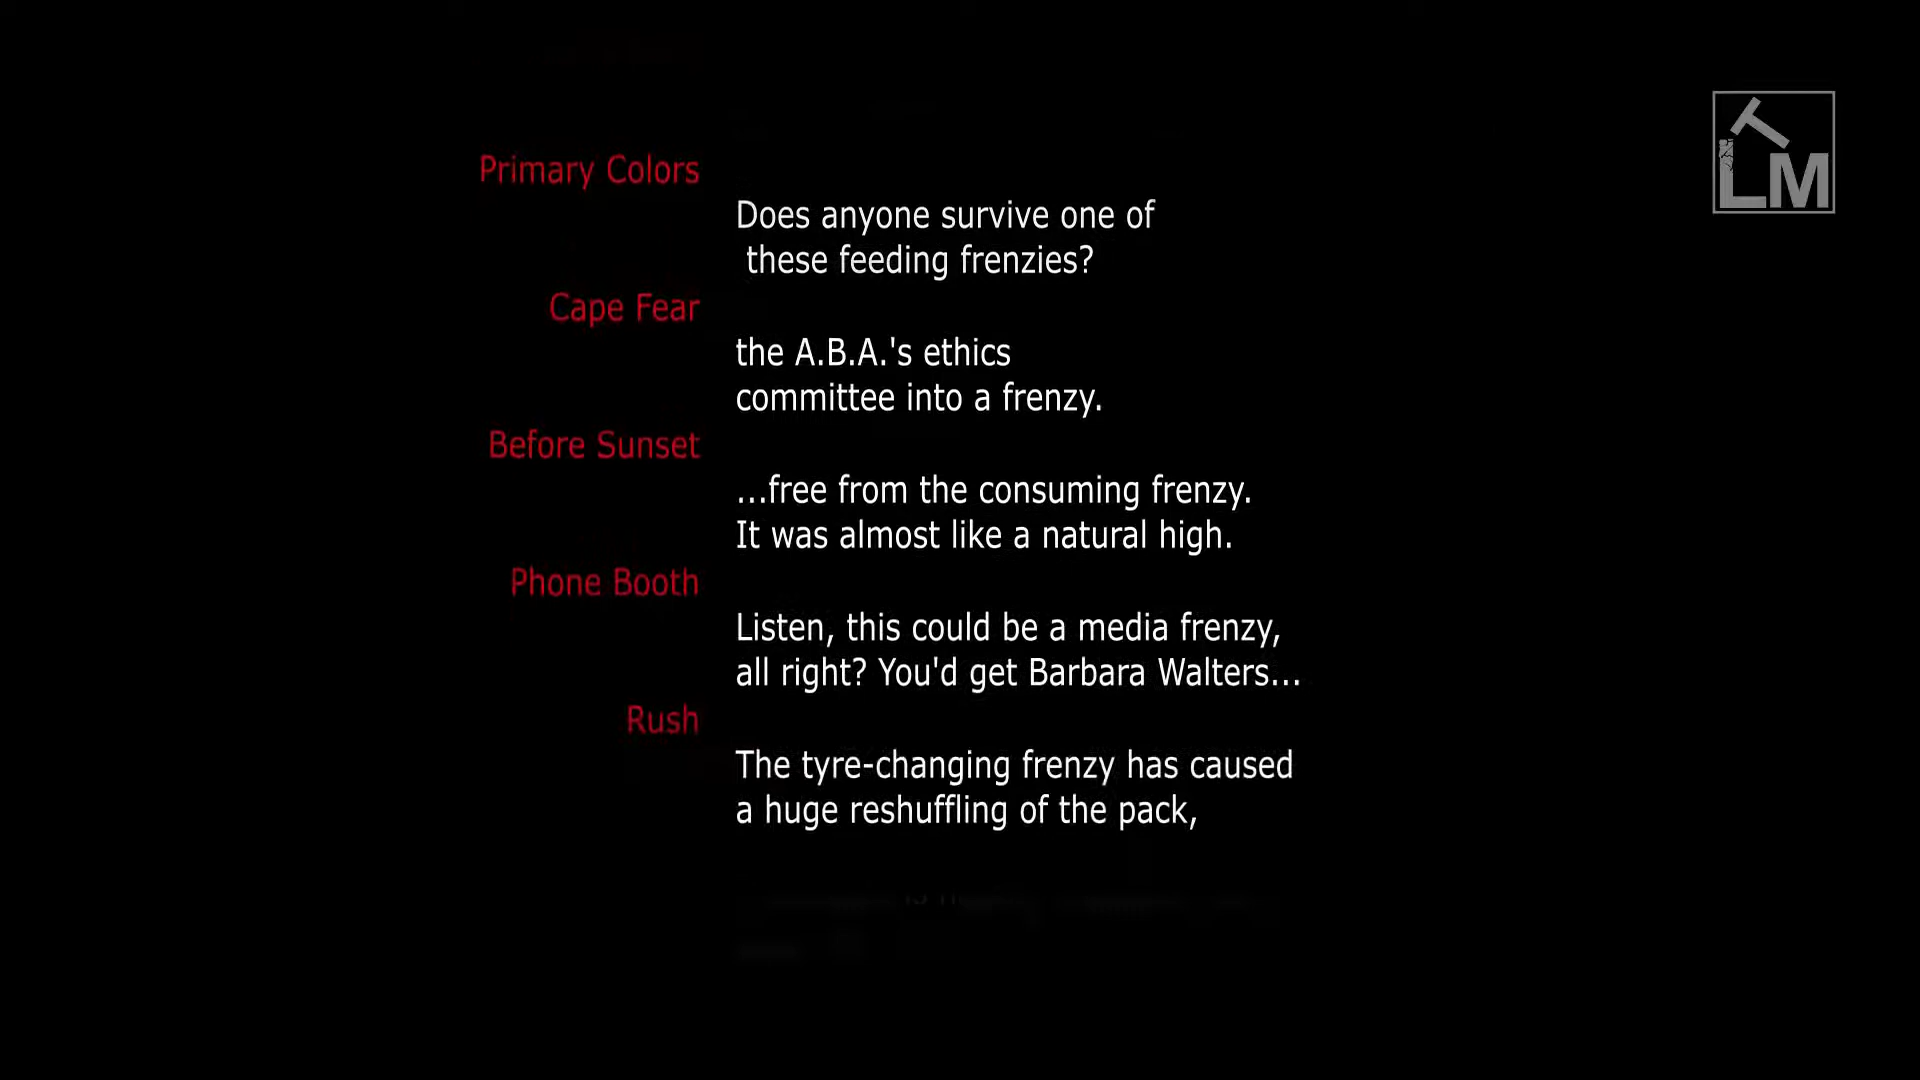 Primary Colors
Does anyone survive one of
these feeding frenzies?
Cape Fear
the A.B.A.'s ethics
committee into a frenzy.
Before Sunset
...free from the consuming frenzy.
It was almost like a natural high.
Phone Booth
Listen, this could be a media frenzy,
all right? You'd get Barbara Walters...
Rush
The tyre-changing frenzy has caused
a huge reshuffling of the pack,
LM